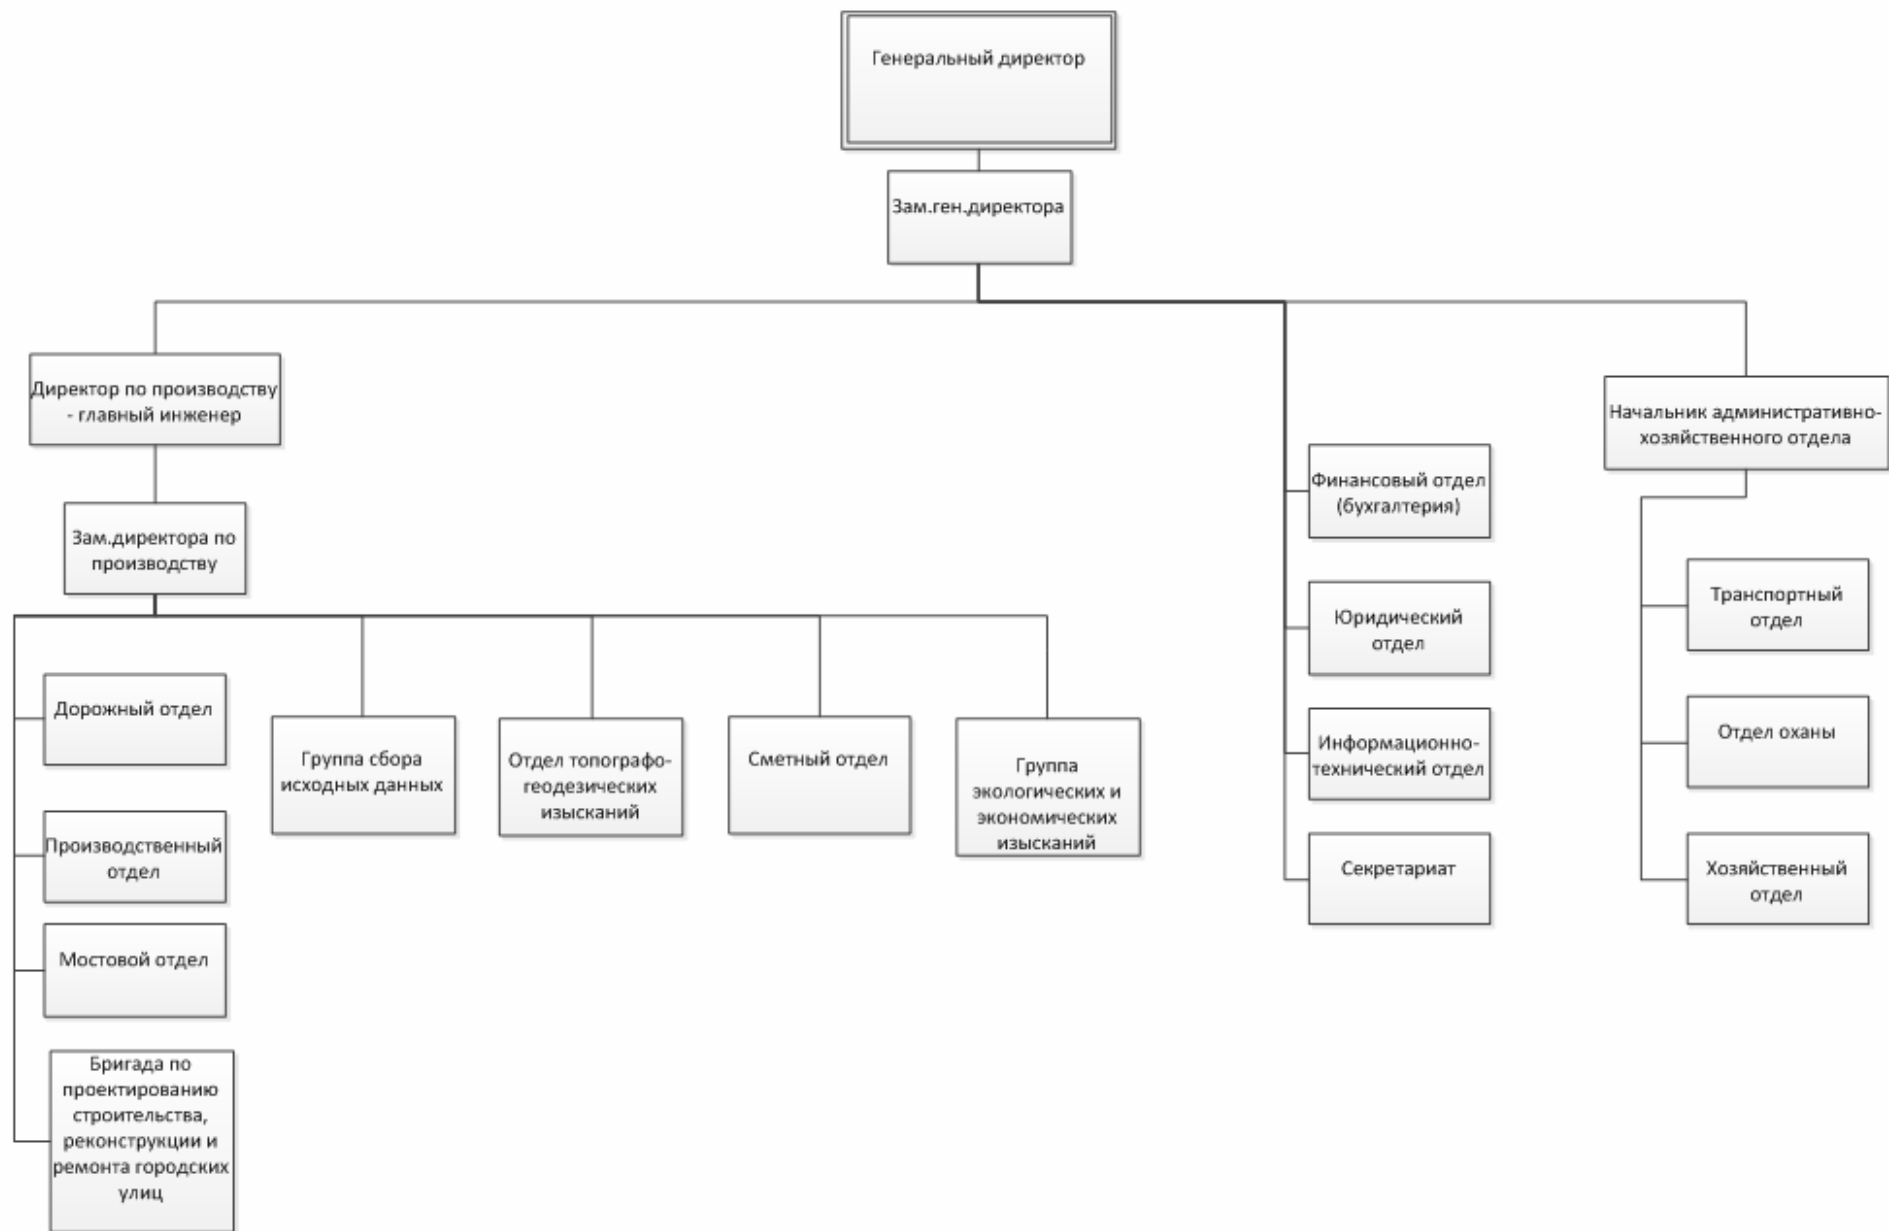 Генеральный директор
Зам.ген.директора
Директор по производству
- главный инженер
Начальник административно-
хозяйственного отдела
Финансовый отдел
(бухгалтерия)
Зам.директора по
производству
Транспортный
отдел
Юридический
отдел
Дорожный отдел
Группа сбора
исходных данных
Отдел топографо-
геодезических
изысканий
Сметный отдел
Группа
экологических и
экономических
изысканий
Информационно-
технический отдел
Отдел оханы
Производственный
отдел
Секретариат
Хозяйственный
отдел
Мостовой отдел
Бригада по
проектированию
строительства,
реконструкции и
ремонта городских
улиц